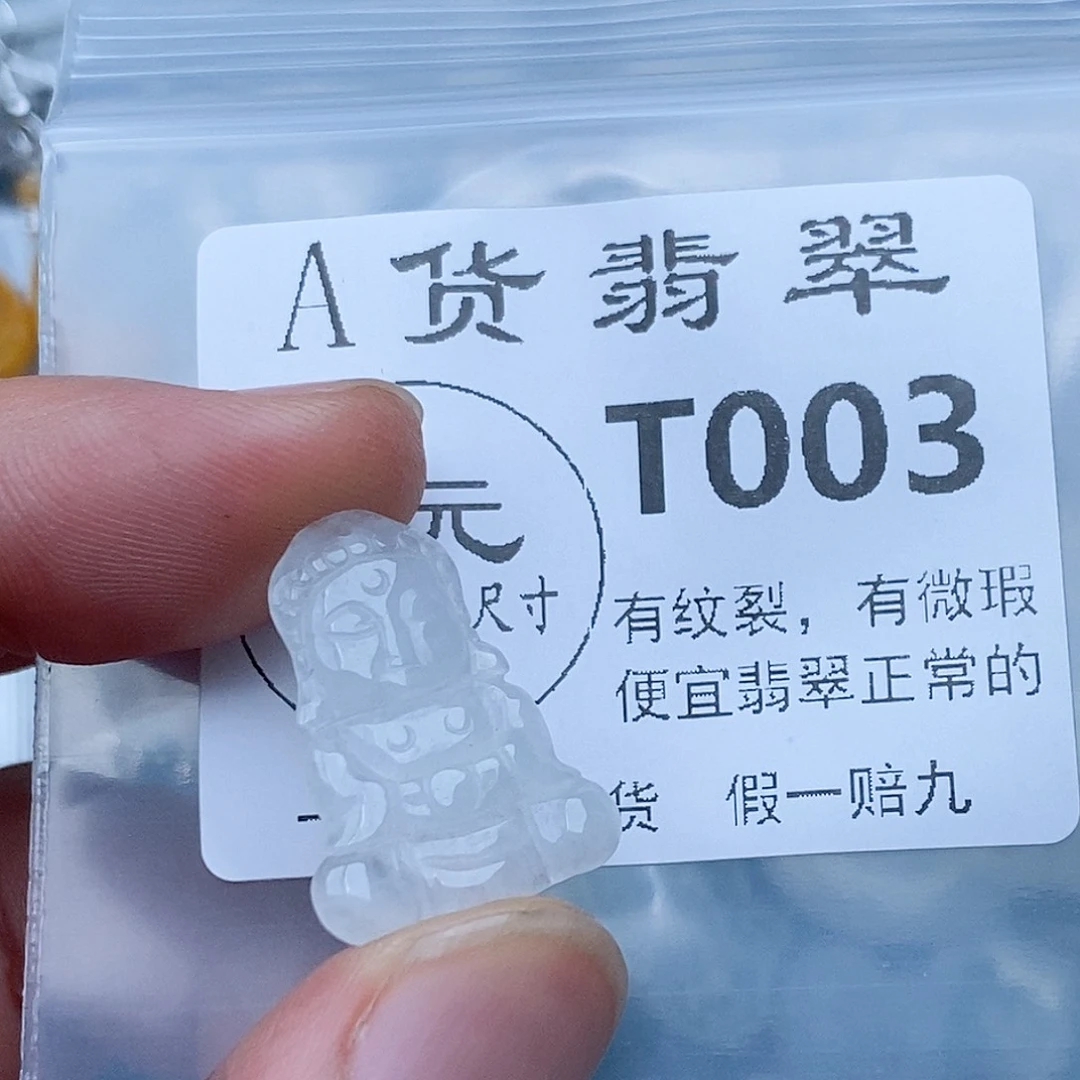 A货翡翠
T003
元
尺寸
有纹裂，有微瑕
便宜翡翠正常的
货 假一赔九